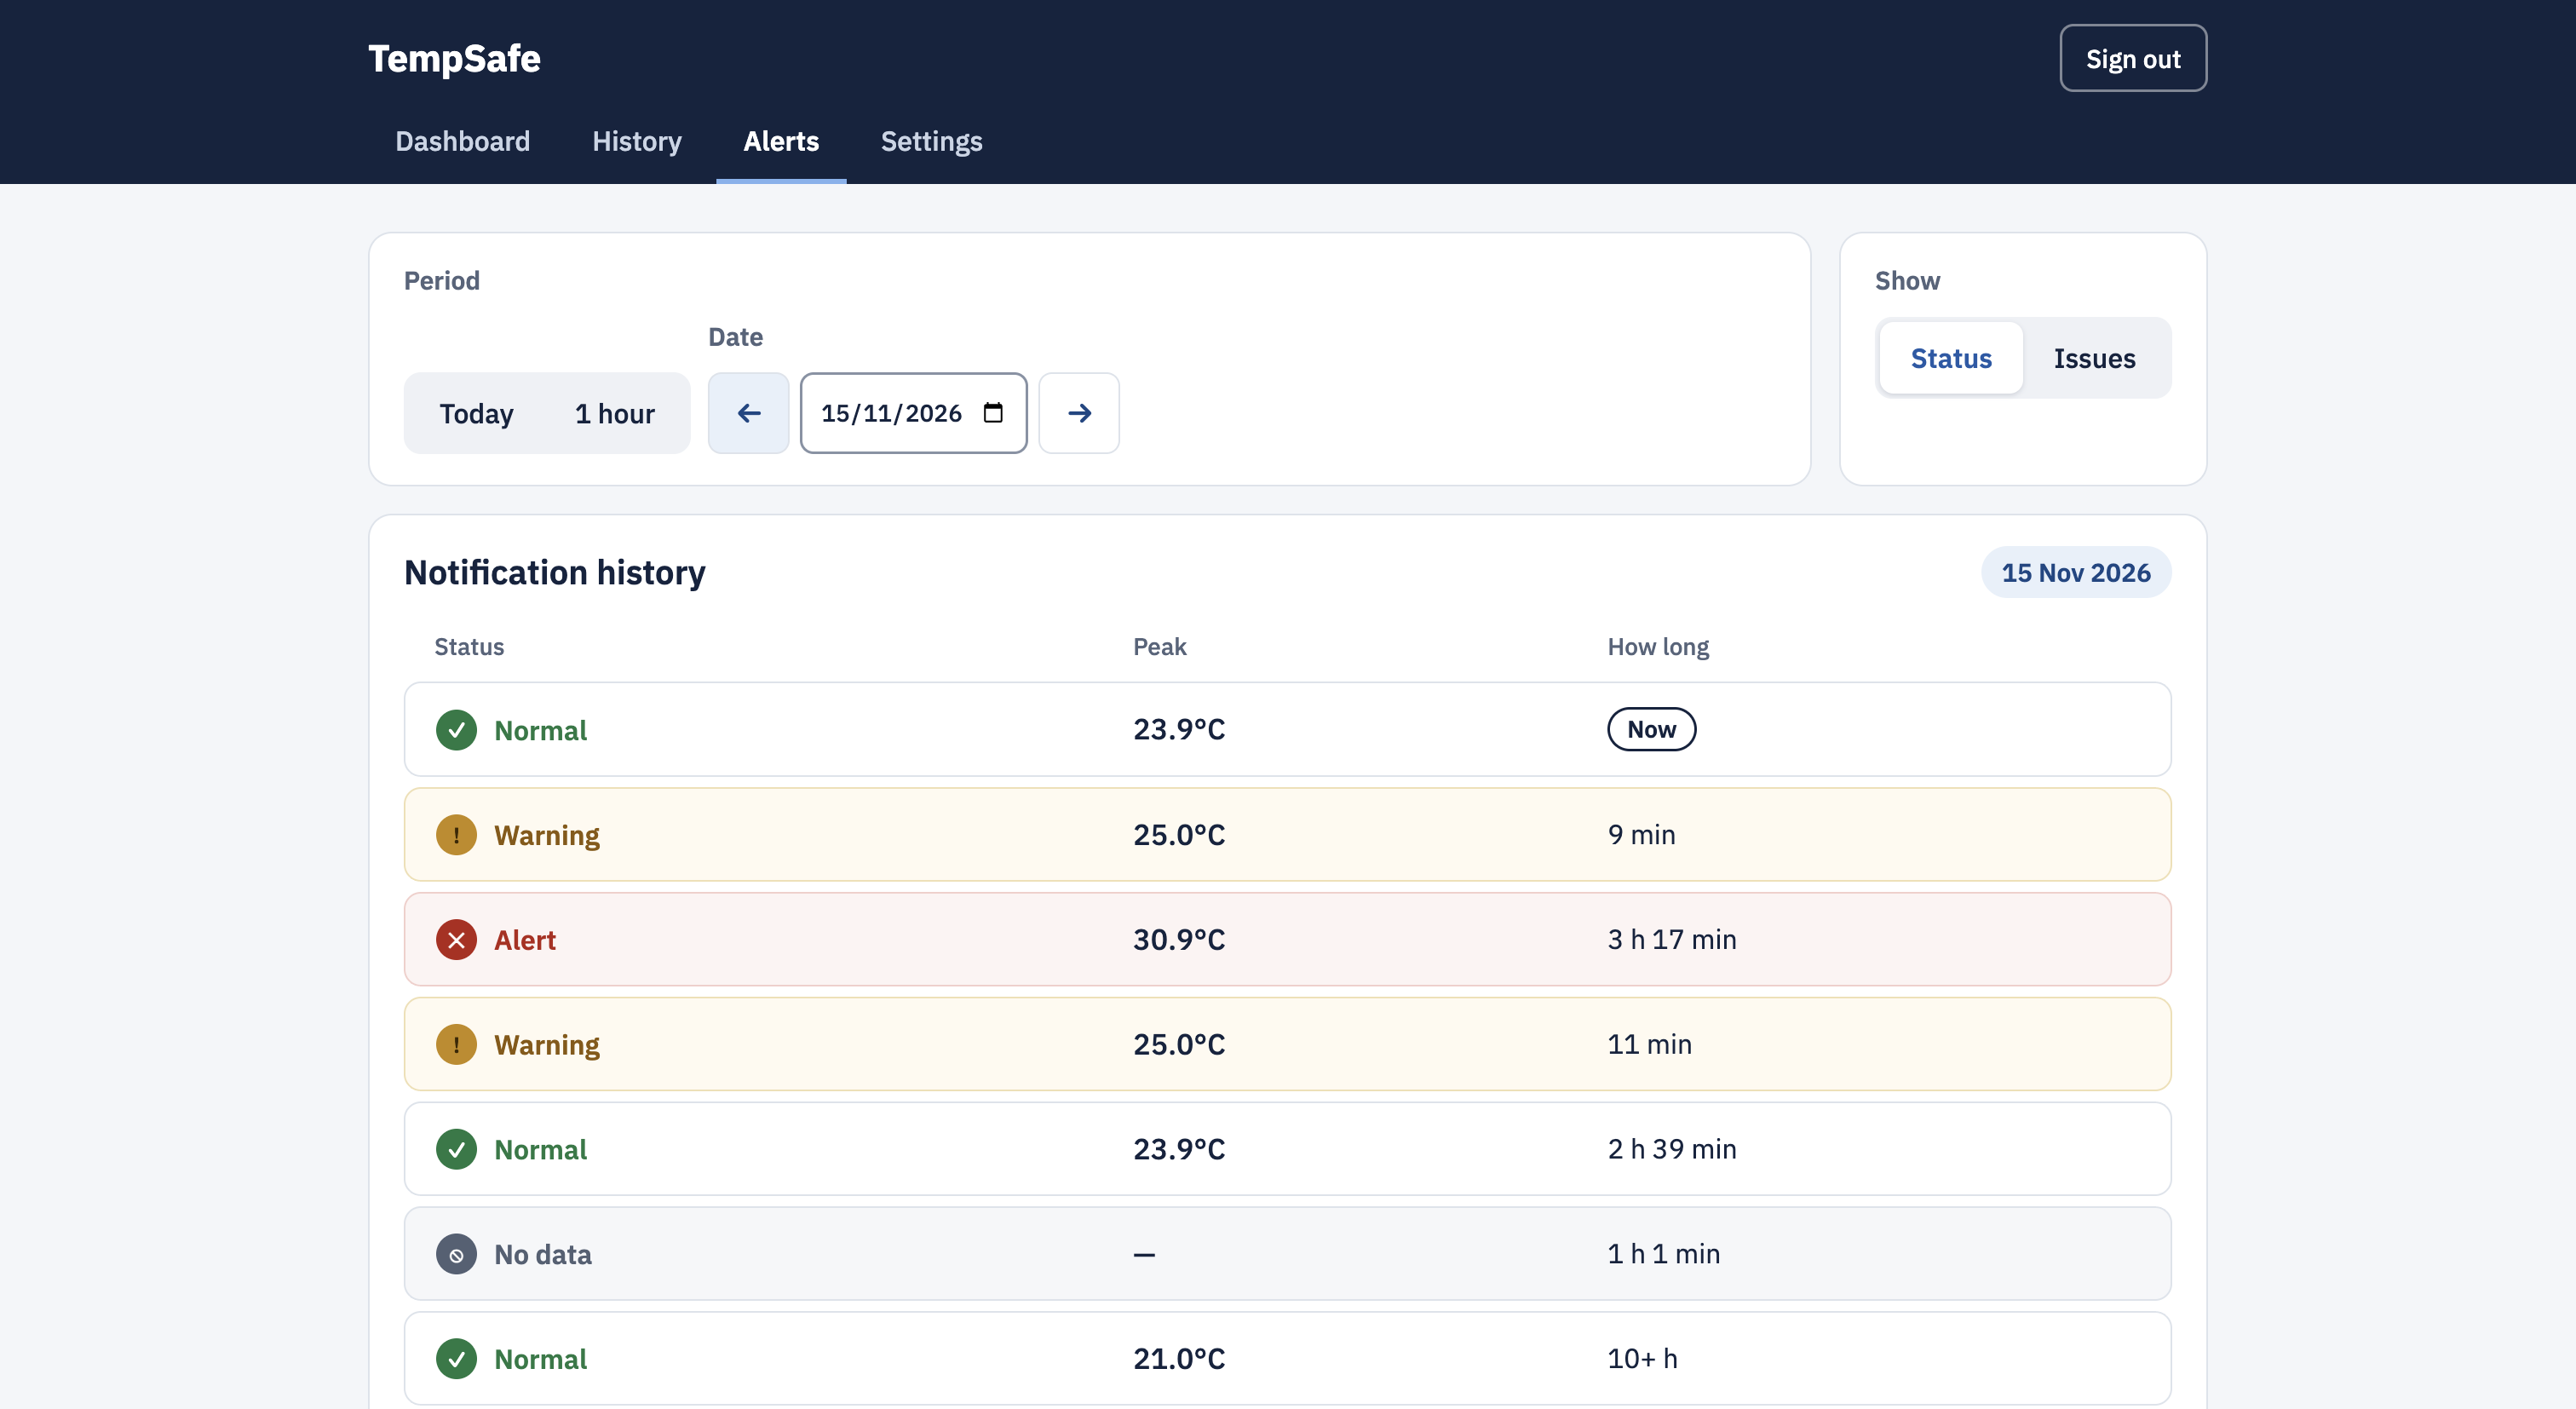 TempSafe
Sign out
Dashboard History Alerts Settings
Period
Date
Today 1 hour 15/11/2026
Show
Status Issues
Notification history
15 Nov 2026
Status Peak How long
Normal 23.9°C Now
Warning 25.0°C 9 min
Alert 30.9°C 3 h 17 min
Warning 25.0°C 11 min
Normal 23.9°C 2 h 39 min
No data — 1 h 1 min
Normal 21.0°C 10+ h